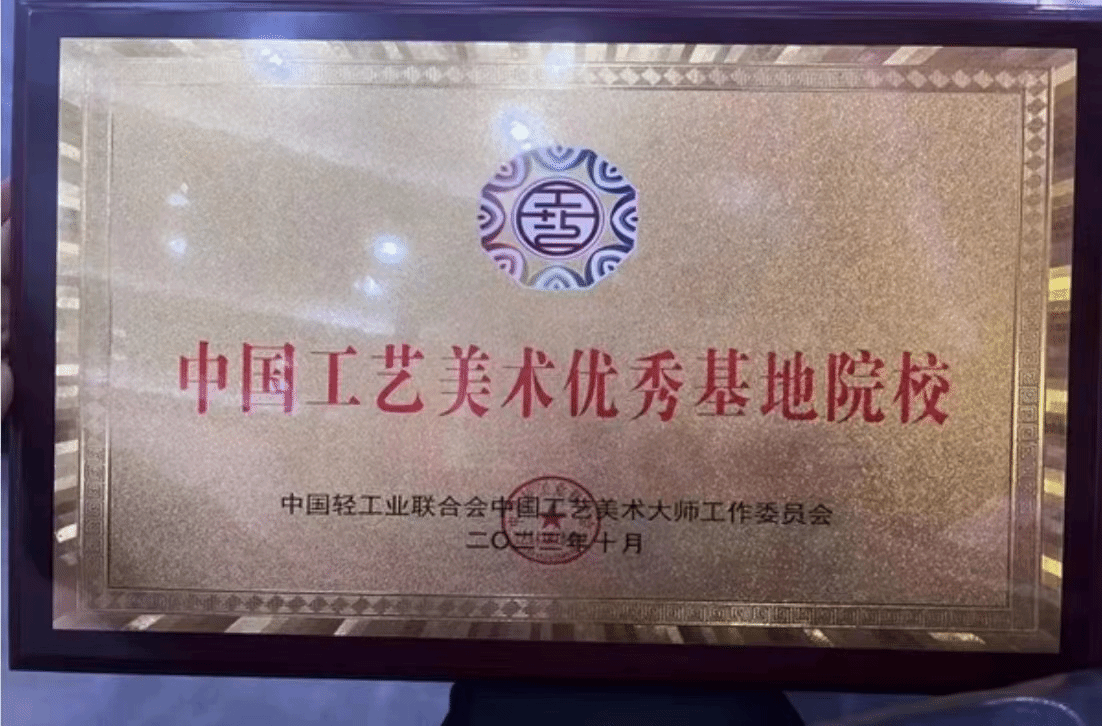 中国工艺美术优秀基地院校
中国轻工业联合会中国工艺美术大师工作委员会
二〇二三年十月